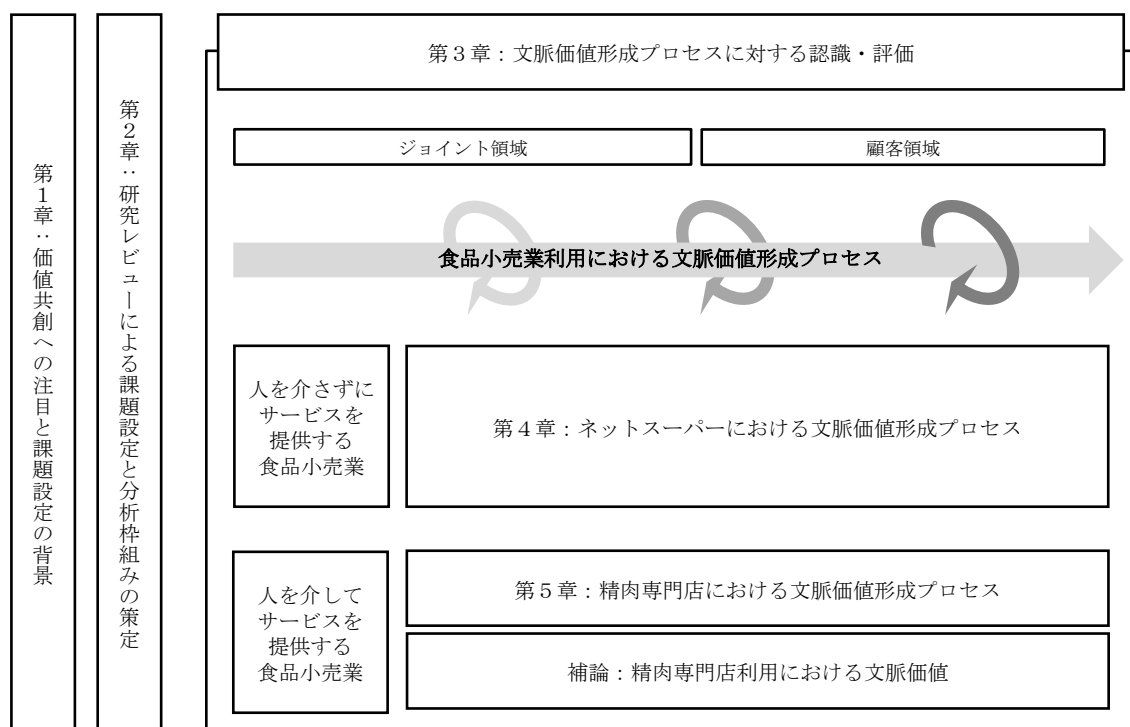 第1章：価値共創への注目と課題設定の背景
第2章：研究レビューによる課題設定と分析枠組みの策定
第３章：文脈価値形成プロセスに対する認識・評価
ジョイント領域
顧客領域
食品小売業利用における文脈価値形成プロセス
人を介さずに
サービスを
提供する
食品小売業
第４章：ネットスーパーにおける文脈価値形成プロセス
人を介して
サービスを
提供する
食品小売業
第５章：精肉専門店における文脈価値形成プロセス
補論：精肉専門店利用における文脈価値